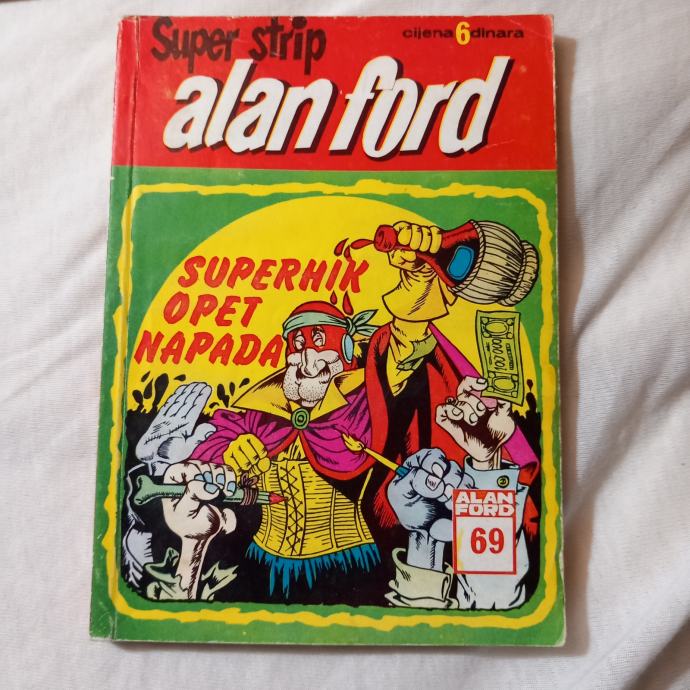 Super strip
cijena 6 dinara
alan ford
SUPERHIK
OPET
NAPADA
ALAN
FORD
69